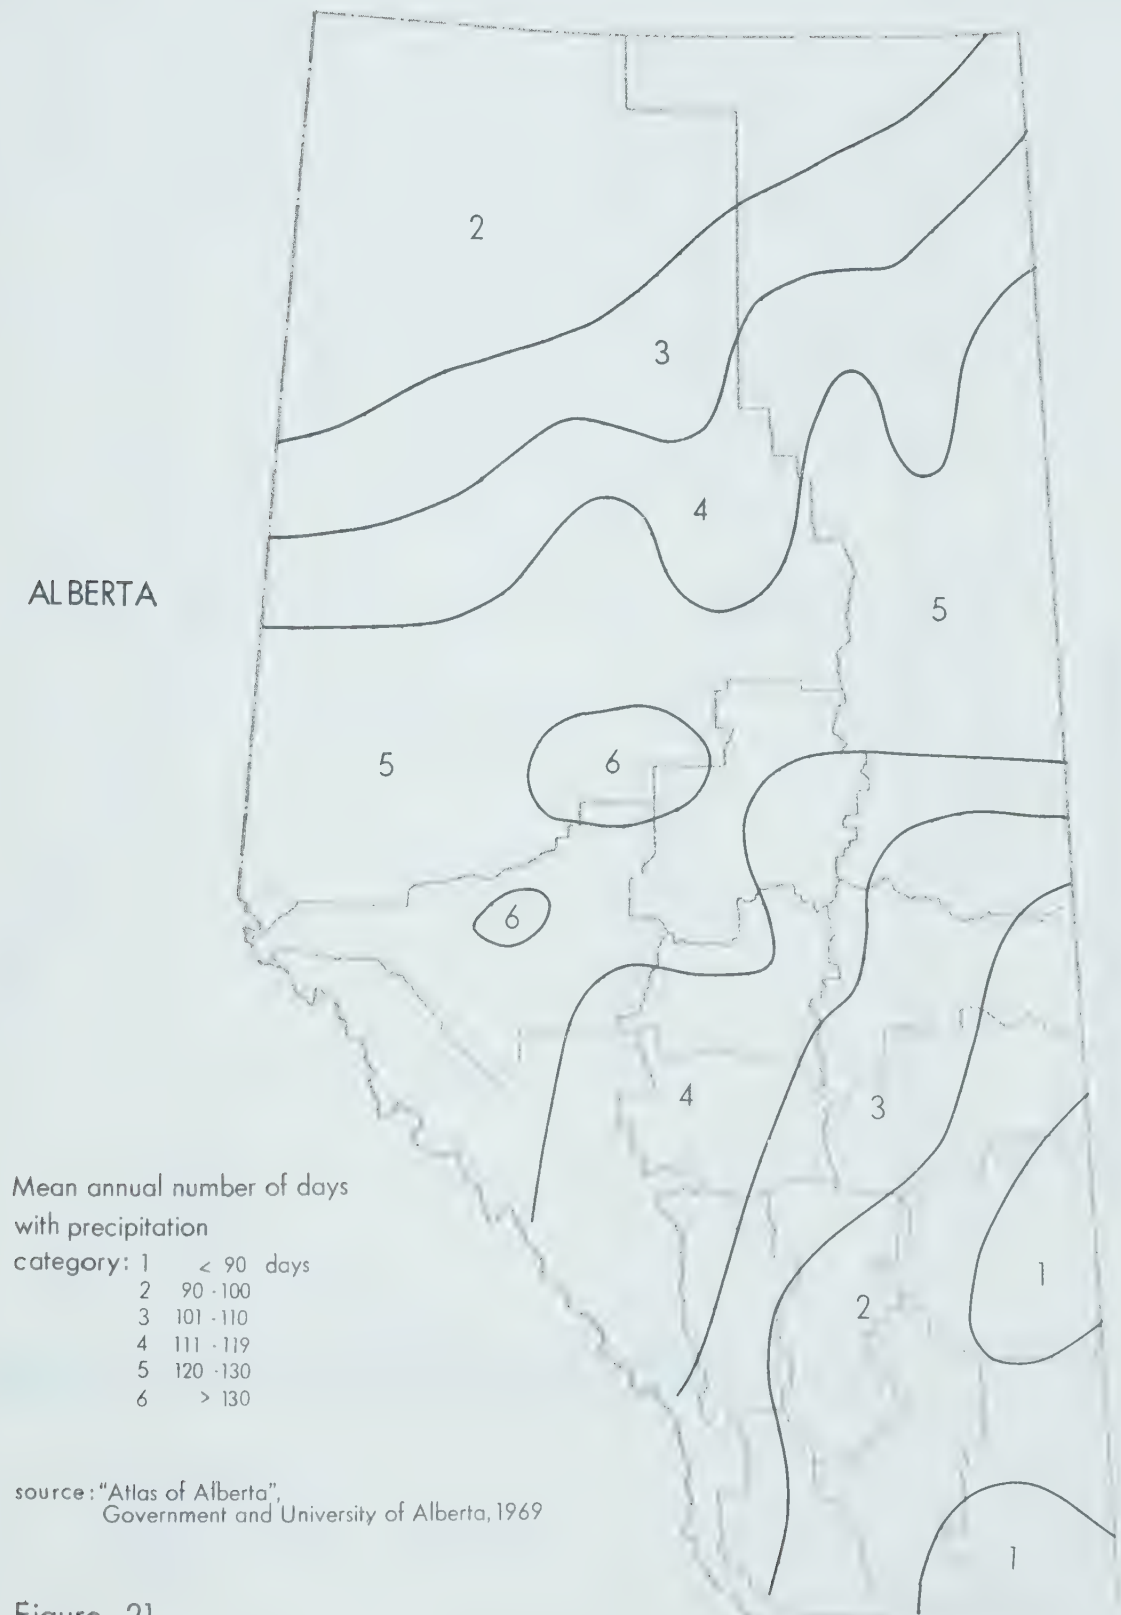 2
3
4
ALBERTA
5
5
6
6
4
3
Mean annual number of days
with precipitation
category: 1 < 90 days
2 90 - 100
3 101 - 110
4 111 - 119
5 120 - 130
6 > 130
1
2
source: "Atlas of Alberta",
Government and University of Alberta, 1969
1
Figure 21